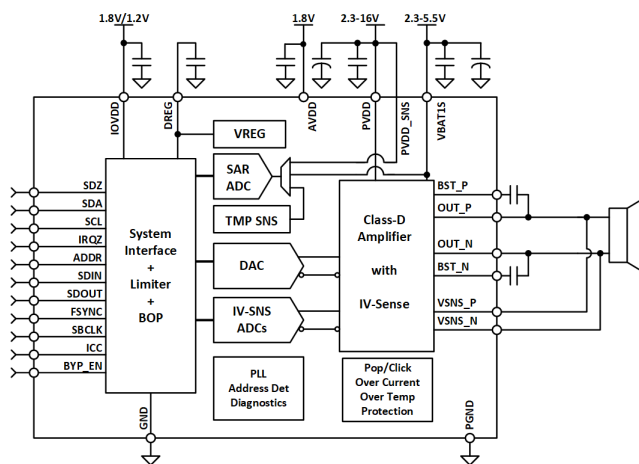 1.8V/1.2V
1.8V
2.3-16V
2.3-5.5V
IOVDD
DREG
AVDD
PVDD
PVDD_SNS
VBAT1S
VREG
SAR
ADC
TMP SNS
SDZ
SDA
SCL
IRQZ
ADDR
SDIN
SDOUT
FSYNC
SBCLK
ICC
BYP_EN
System
Interface
+
Limiter
+
BOP
DAC
IV-SNS
ADCs
Class-D
Amplifier
with
IV-Sense
BST_P
OUT_P
OUT_N
BST_N
VSNS_P
VSNS_N
PLL
Address Det
Diagnostics
Pop/Click
Over Current
Over Temp
Protection
GND
PGND